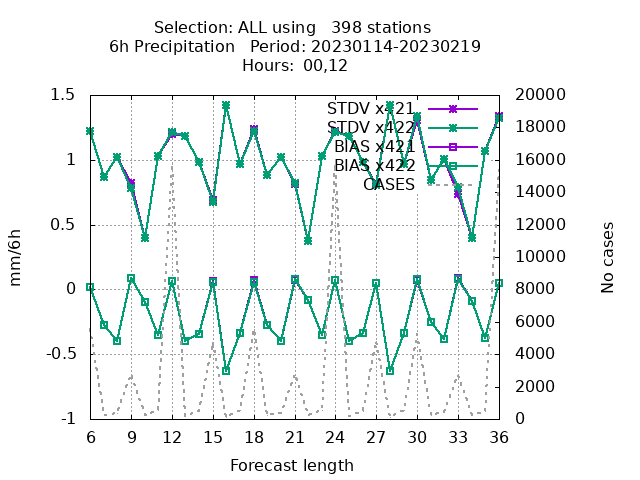 Selection: ALL using   398 stations
6h Precipitation   Period: 20230114-20230219
Hours:  00,12
STDV x421
STDV x422
BIAS x421
BIAS x422
CASES
1.5
1
0.5
0
-0.5
-1
20000
18000
16000
14000
12000
10000
8000
6000
4000
2000
0
mm/6h
No cases
6 9 12 15 18 21 24 27 30 33 36
Forecast length